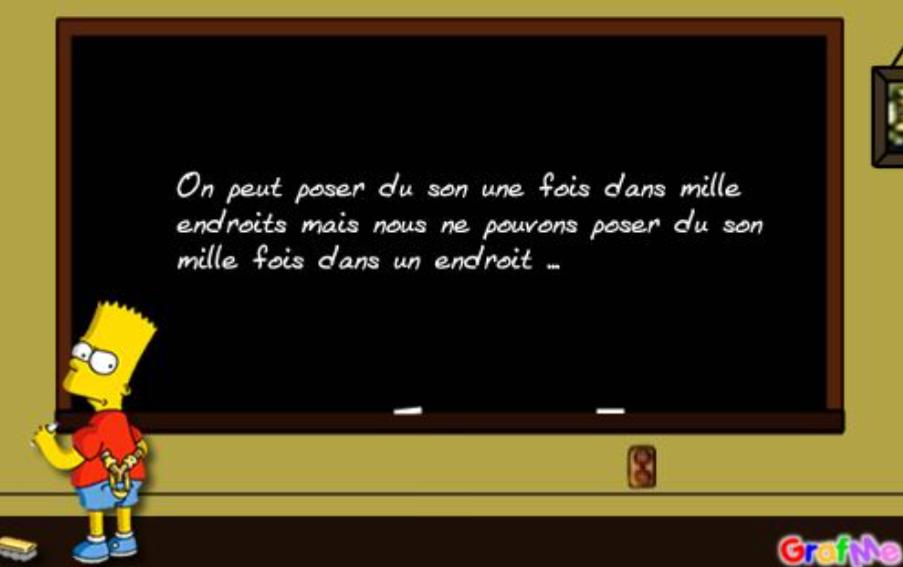 On peut poser du son une fois dans mille
endroits mais nous ne pouvons poser du son
mille fois dans un endroit ...
GrafMe